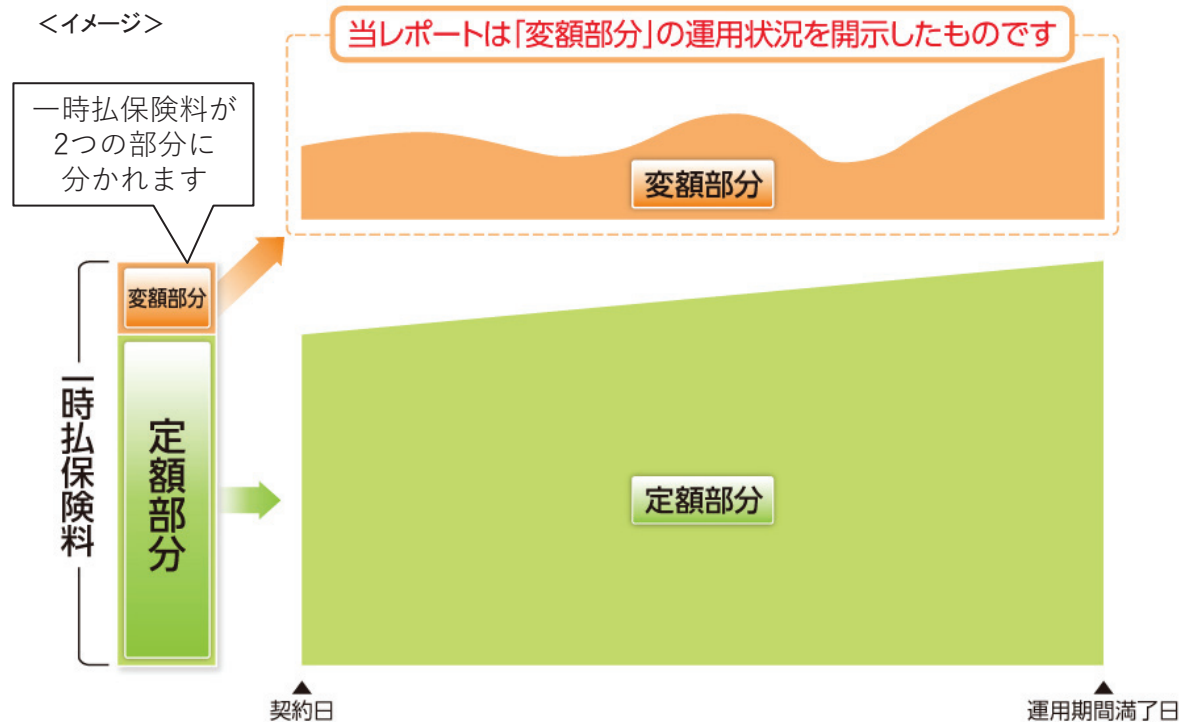 ＜イメージ＞
当レポートは「変額部分」の運用状況を開示したものです
一時払保険料が
2つの部分に
分かれます
変額部分
変額部分
一時払保険料
定額部分
定額部分
▲
契約日
▲
運用期間満了日